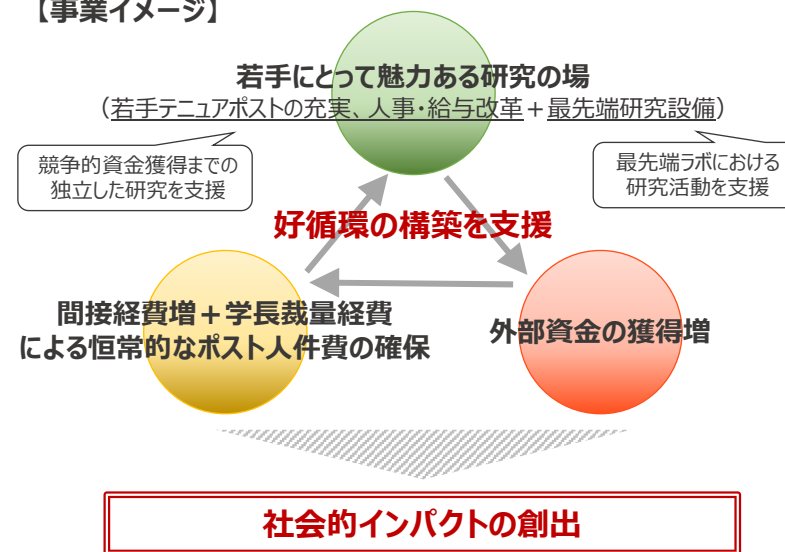 【事業イメージ】
若手にとって魅力ある研究の場
（若手テニュアポストの充実、人事・給与改革＋最先端研究設備）
競争的資金獲得までの
独立した研究を支援
最先端ラボにおける
研究活動を支援
好循環の構築を支援
間接経費増＋学長裁量経費
による恒常的なポスト人件費の確保
外部資金の獲得増
社会的インパクトの創出